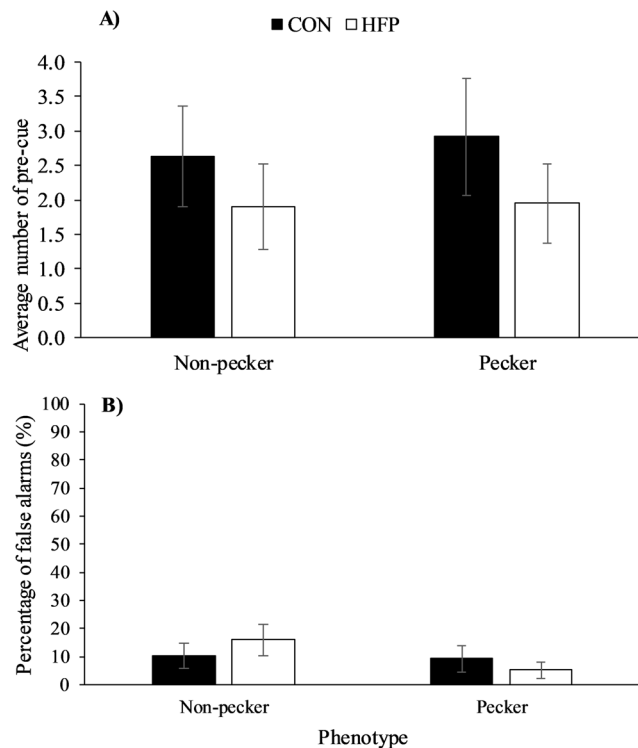 A)
CON HFP
Average number of pre-cue
4.0
3.5
3.0
2.5
2.0
1.5
1.0
0.5
0.0
Non-pecker Pecker
B)
Percentage of false alarms (%)
100
90
80
70
60
50
40
30
20
10
0
Non-pecker Pecker
Phenotype